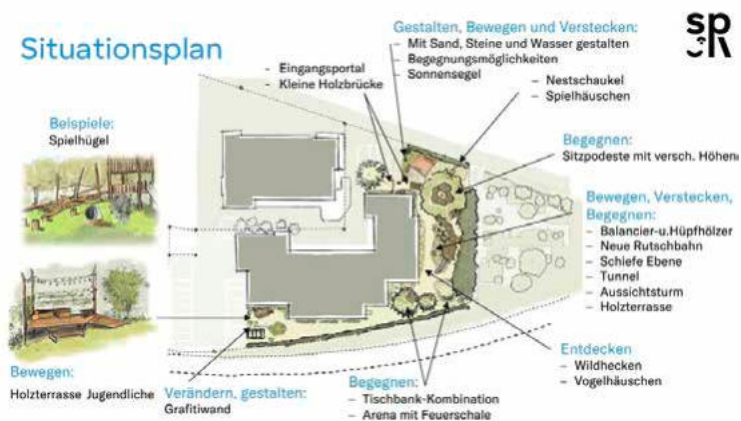 Situationsplan
Beispiele:
Spielhügel
Bewegen:
Holzterrasse Jugendliche
Verändern, gestalten:
Grafitiwand
– Eingangsportal
– Kleine Holzbrücke
Gestalten, Bewegen und Verstecken:
– Mit Sand, Steine und Wasser gestalten
– Begegnungsmöglichkeiten
– Sonnensegel
– Nestschaukel
– Spielhäuschen
Begegnen:
Sitzpodeste mit versch. Höhen
Bewegen, Verstecken,
Begegnen:
– Balancier-u.Hüpfhölzer
– Neue Rutschbahn
– Schiefe Ebene
– Tunnel
– Aussichtsturm
– Holzterrasse
Entdecken
– Wildhecken
– Vogelhäuschen
Begegnen:
– Tischbank-Kombination
– Arena mit Feuerschale